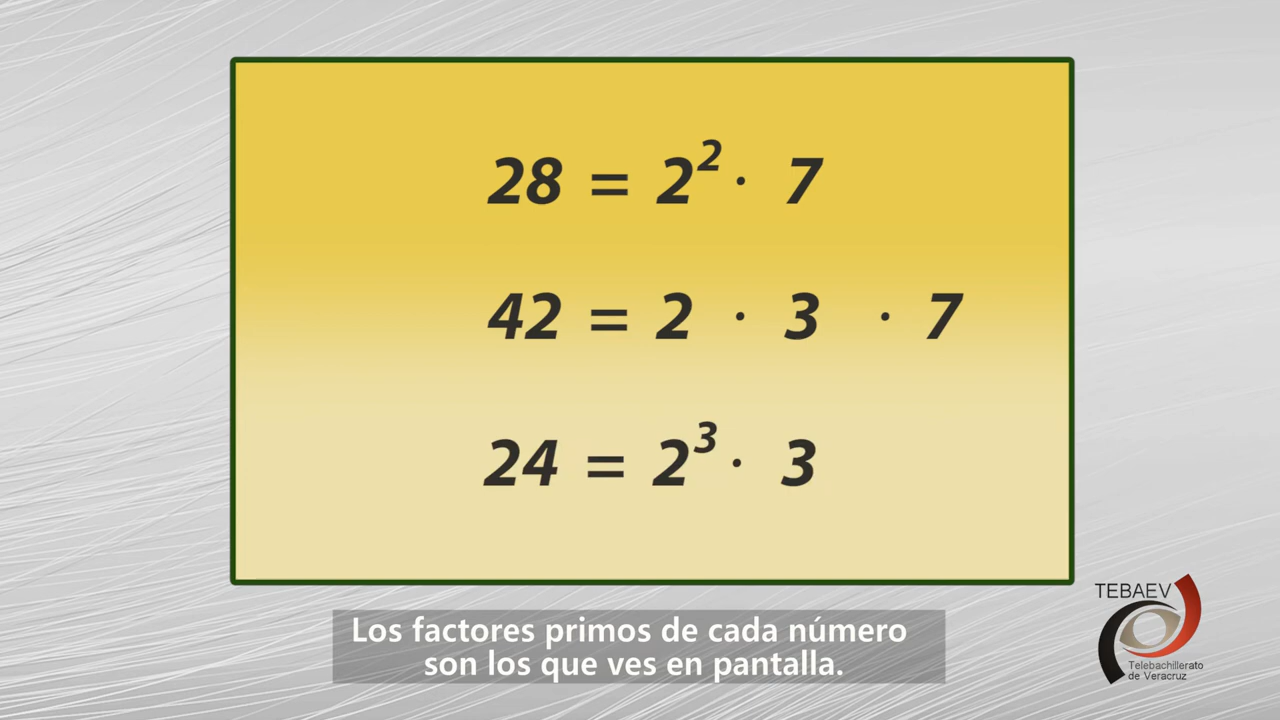 28 = 2² · 7
42 = 2 · 3 · 7
24 = 2³ · 3
Los factores primos de cada número
son los que ves en pantalla.
TEBAEV
Telebachillerato
de Veracruz